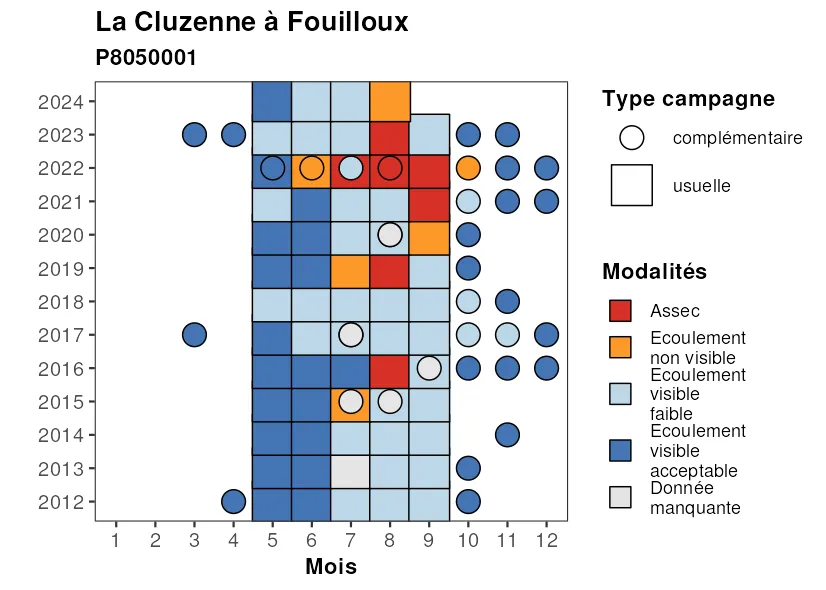 La Cluzenne à Fouilloux
P8050001
2024
2023
2022
2021
2020
2019
2018
2017
2016
2015
2014
2013
2012
1 2 3 4 5 6 7 8 9 10 11 12
Mois
Type campagne
complémentaire
usuelle
Modalités
Assec
Ecoulement
non visible
Ecoulement
visible
faible
Ecoulement
visible
acceptable
Donnée
manquante